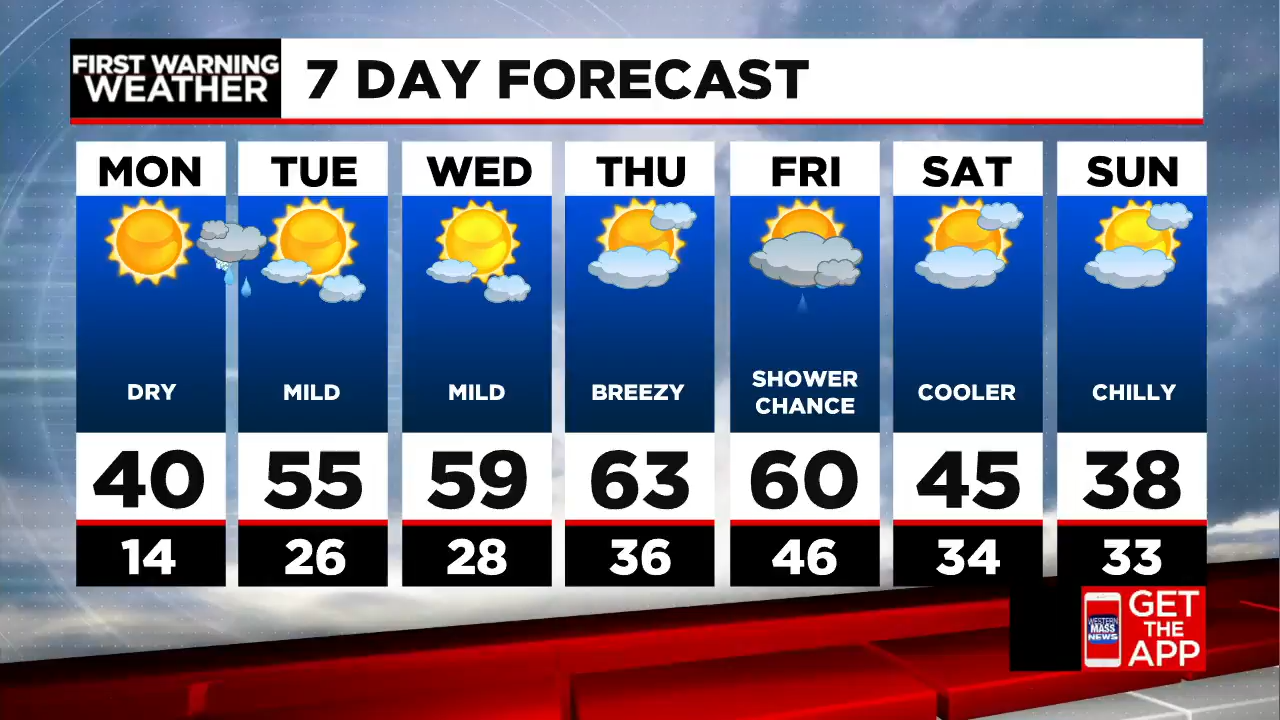 FIRST WARNING
WEATHER
7 DAY FORECAST
MON TUE WED THU FRI SAT SUN
DRY MILD MILD BREEZY SHOWER CHANCE COOLER CHILLY
40 55 59 63 60 45 38
14 26 28 36 46 34 33
WESTERN
MASS
NEWS
GET
THE
APP